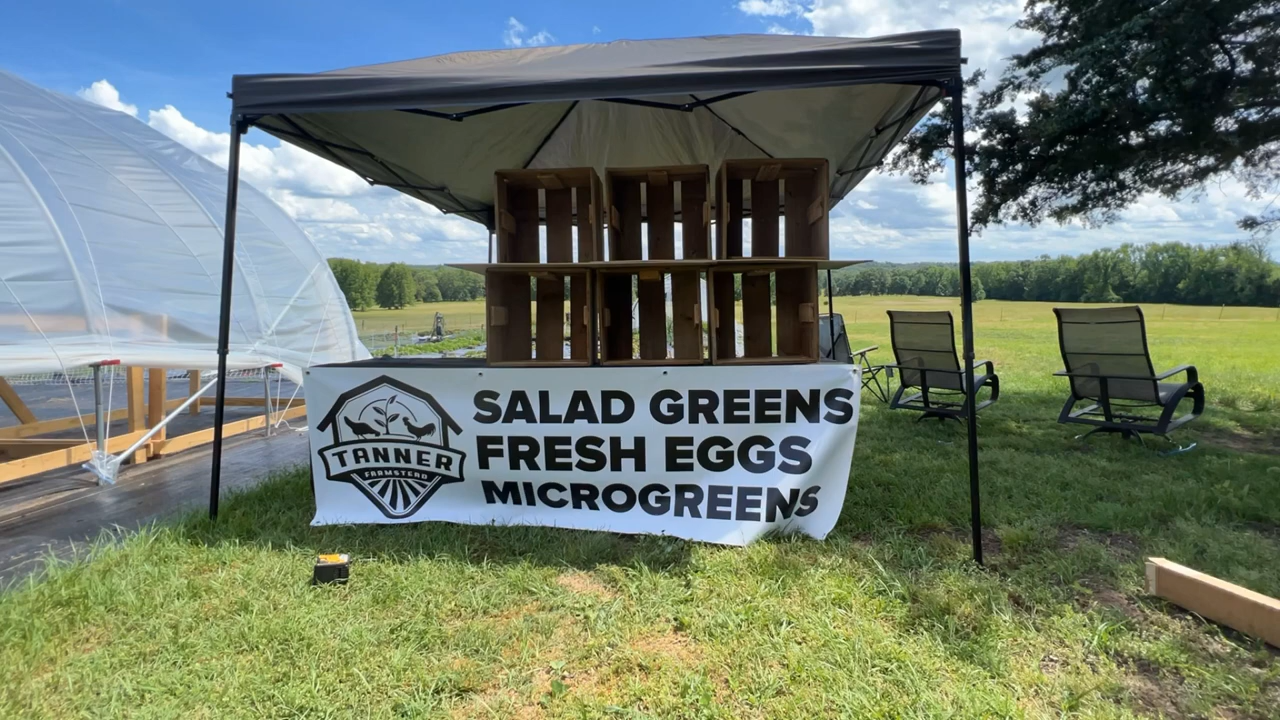 TANNER
FARMSTEAD
SALAD GREENS
FRESH EGGS
MICROGREENS